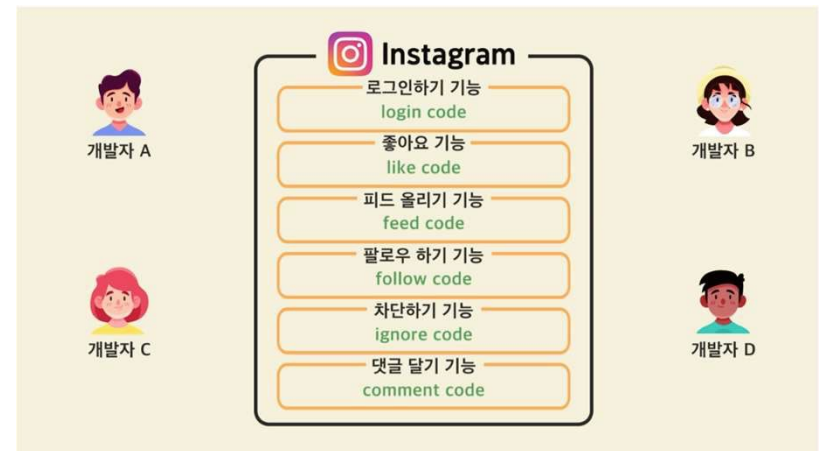 Instagram
로그인하기 기능
login code
개발자 A
개발자 B
좋아요 기능
like code
피드 올리기 기능
feed code
팔로우 하기 기능
follow code
차단하기 기능
ignore code
개발자 C
개발자 D
댓글 달기 기능
comment code